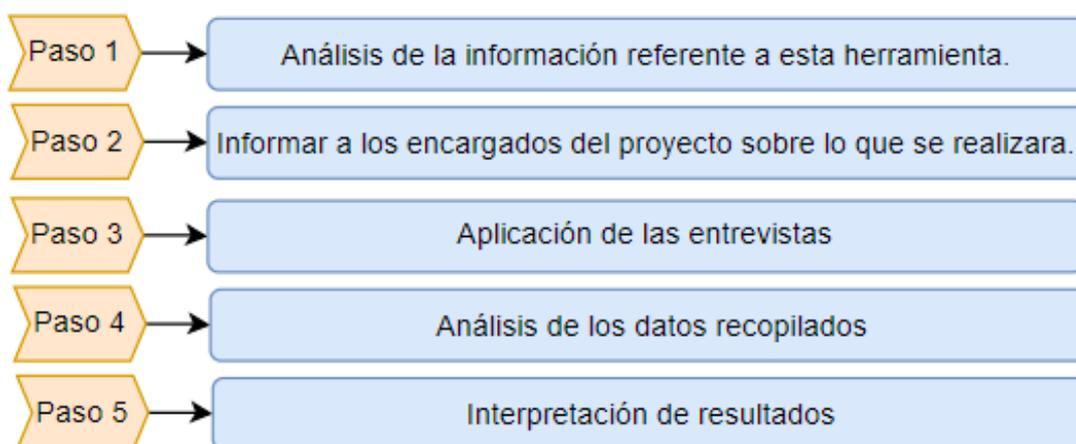 Paso 1 Análisis de la información referente a esta herramienta.
Paso 2 Informar a los encargados del proyecto sobre lo que se realizara.
Paso 3 Aplicación de las entrevistas
Paso 4 Análisis de los datos recopilados
Paso 5 Interpretación de resultados